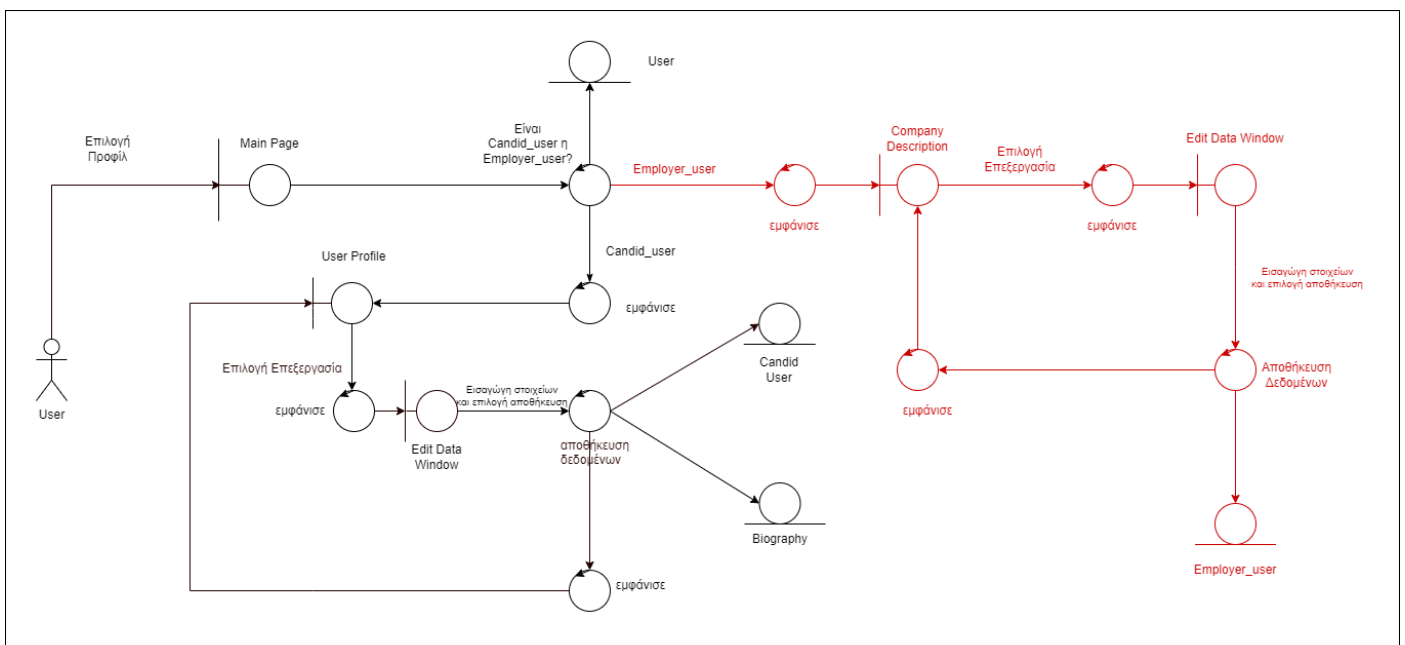 User
Επιλογή
Προφίλ
Main Page
Είναι
Candid_user η
Employer_user?
Employer_user
Company
Description
Επιλογή
Επεξεργασία
Edit Data Window
εμφάνισε
εμφάνισε
Candid_user
User Profile
εμφάνισε
Εισαγώγη στοιχείων
και επιλογή αποθήκευση
Candid
User
Επιλογή Επεξεργασία
Εισαγώγη στοιχείων
και επιλογή αποθήκευση
Αποθήκευση
Δεδομένων
User
εμφάνισε
εμφάνισε
Edit Data
Window
αποθήκευση
δεδομένων
Biography
Employer_user
εμφάνισε